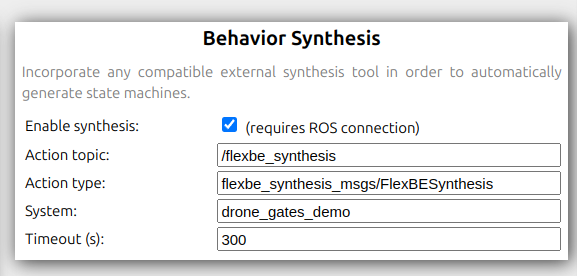 Behavior Synthesis
Incorporate any compatible external synthesis tool in order to automatically
generate state machines.
Enable synthesis: (requires ROS connection)
Action topic: /flexbe_synthesis
Action type: flexbe_synthesis_msgs/FlexBESynthesis
System: drone_gates_demo
Timeout (s): 300